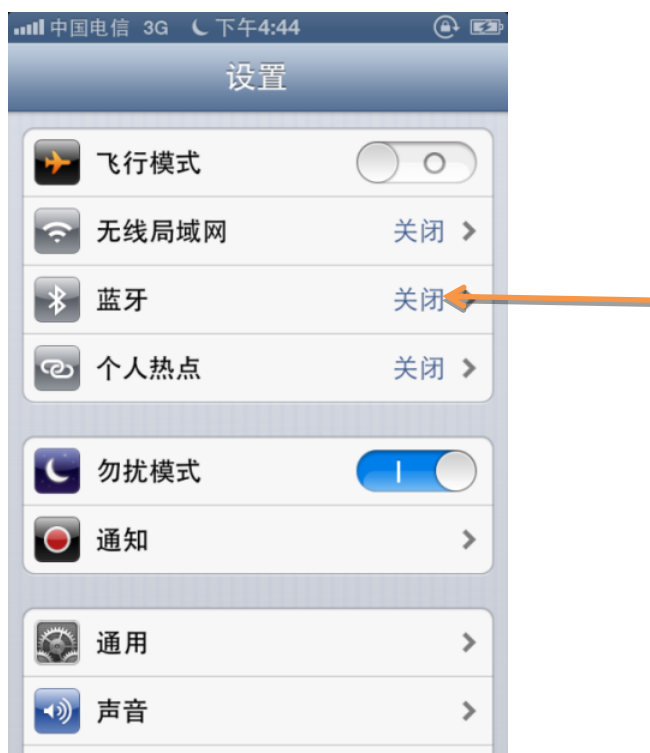 中国电信 3G 下午4:44
设置
飞行模式
无线局域网 关闭
蓝牙 关闭
个人热点 关闭
勿扰模式
通知
通用
声音